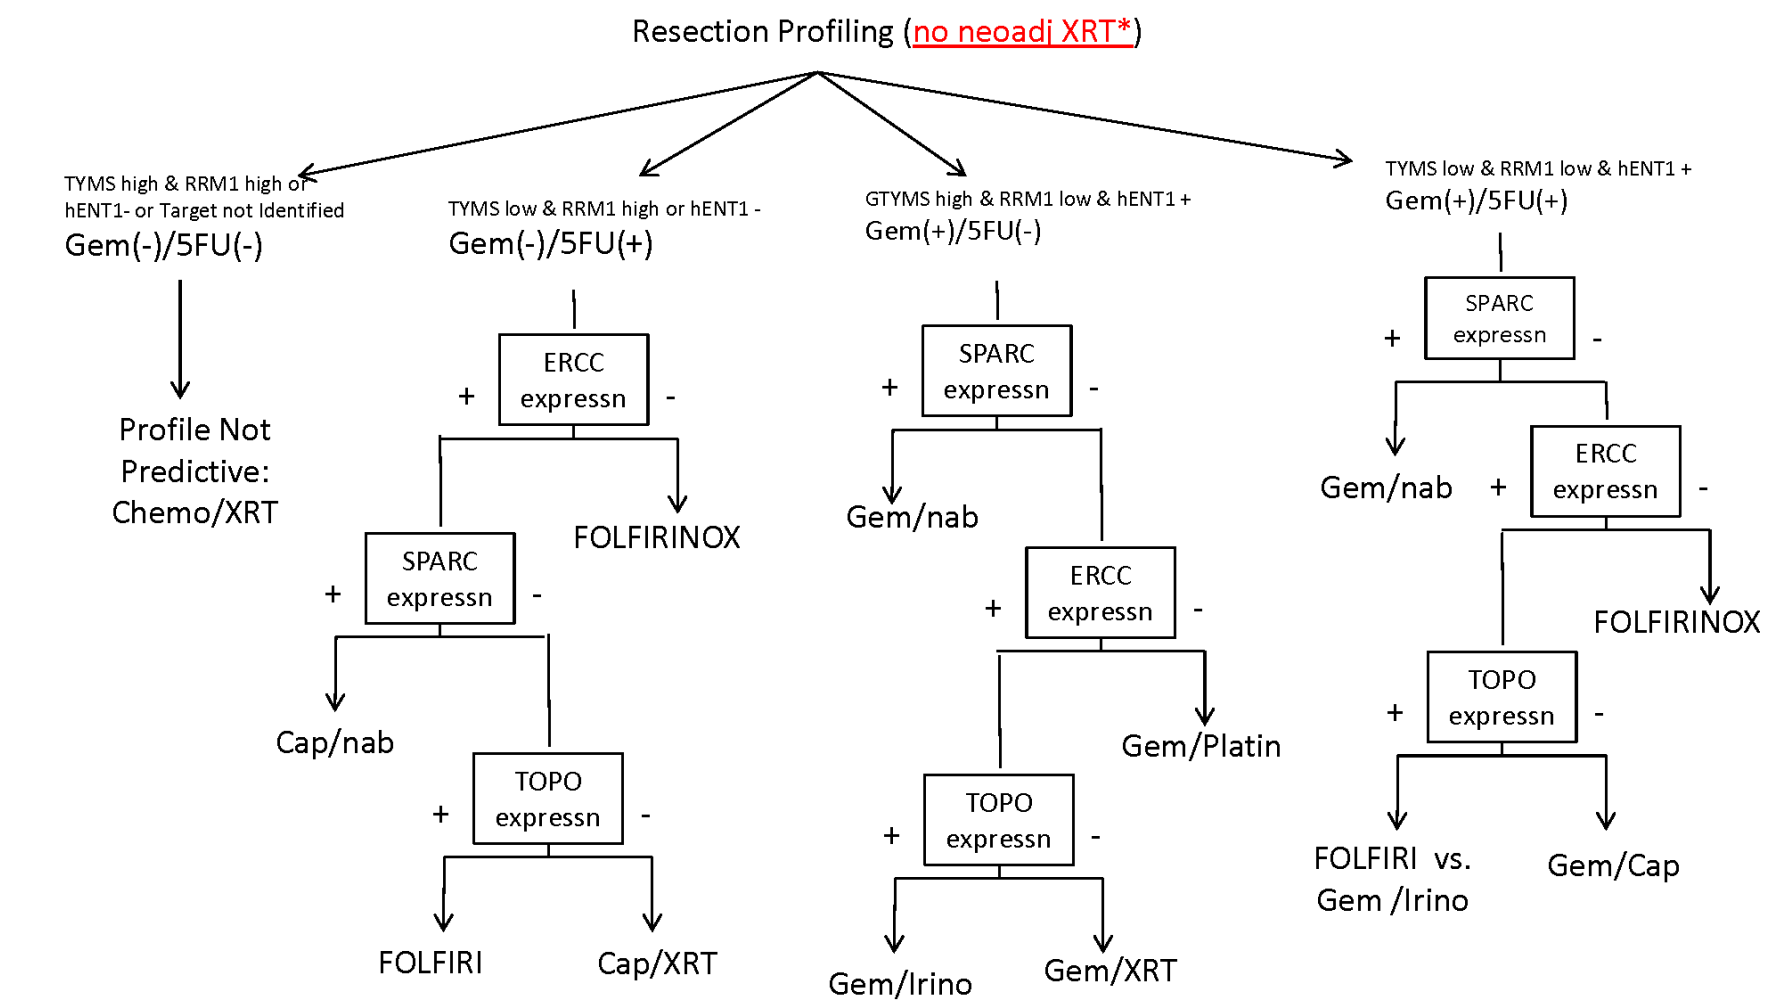 Resection Profiling (no neoadj XRT*)
TYMS high & RRM1 high or
hENT1- or Target not Identified
Gem(-)/5FU(-)
Profile Not
Predictive:
Chemo/XRT
TYMS low & RRM1 high or hENT1 -
Gem(-)/5FU(+)
ERCC
expressn
+
-
FOLFIRINOX
SPARC
expressn
+
-
Cap/nab
TOPO
expressn
+
-
FOLFIRI
Cap/XRT
GTYMS high & RRM1 low & hENT1 +
Gem(+)/5FU(-)
SPARC
expressn
+
-
Gem/nab
ERCC
expressn
+
-
Gem/Platin
TOPO
expressn
+
-
Gem/Irino
Gem/XRT
TYMS low & RRM1 low & hENT1 +
Gem(+)/5FU(+)
SPARC
expressn
+
-
Gem/nab
ERCC
expressn
+
-
FOLFIRINOX
TOPO
expressn
+
-
FOLFIRI vs.
Gem /Irino
Gem/Cap